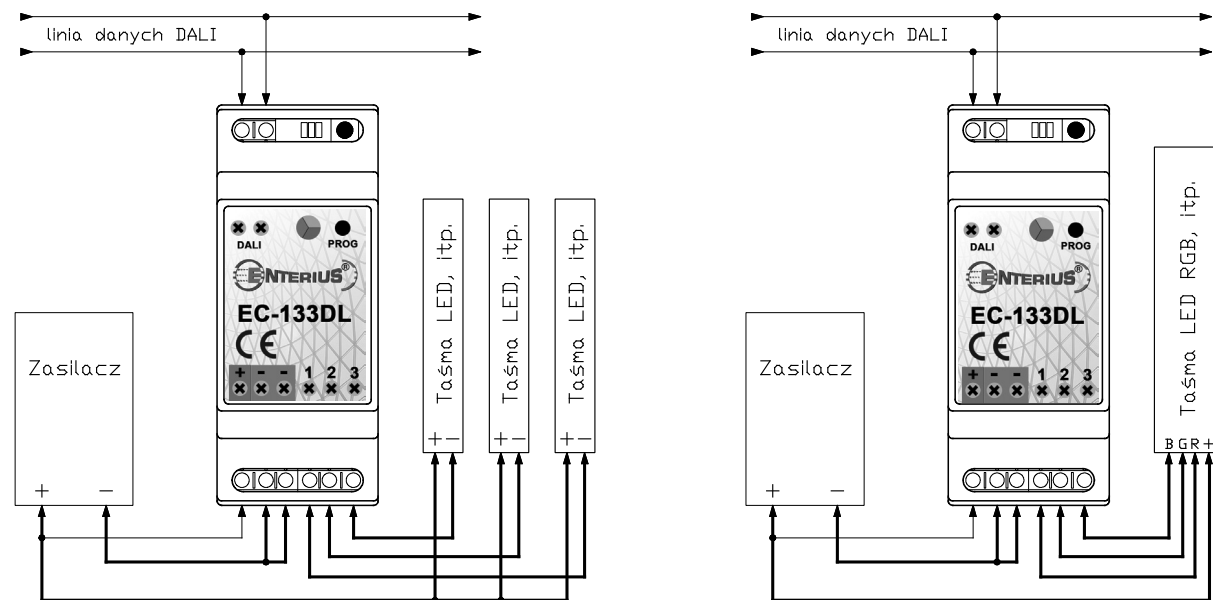 linia danych DALI
DALI
PROG
ENTERIUS®
EC-133DL
CE
+ - - 1 2 3
Zasilacz
+ -
Taśma LED, itp.
+ -
Taśma LED, itp.
+ -
Taśma LED, itp.
+ -
linia danych DALI
DALI
PROG
ENTERIUS®
EC-133DL
CE
+ - - 1 2 3
Zasilacz
+ -
Taśma LED RGB, itp.
B G R +